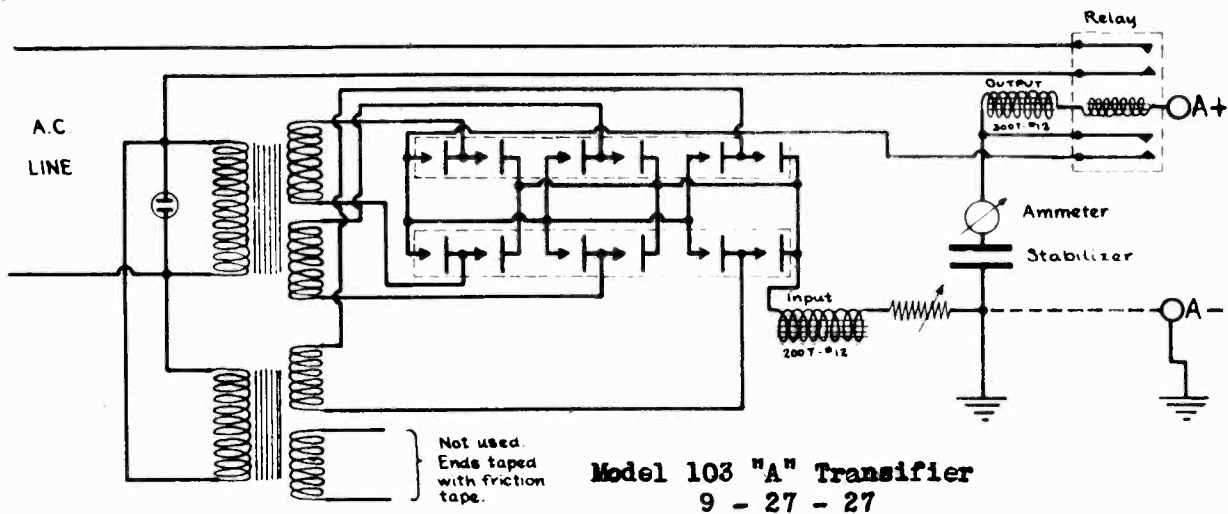 Relay
A.C.
LINE
OUTPUT
300T-#12
A+
Ammeter
Stabilizer
Input
200T-#12
A-
Not used.
Ends taped
with friction
tape.
Model 103 "A" Transifier
9 - 27 - 27